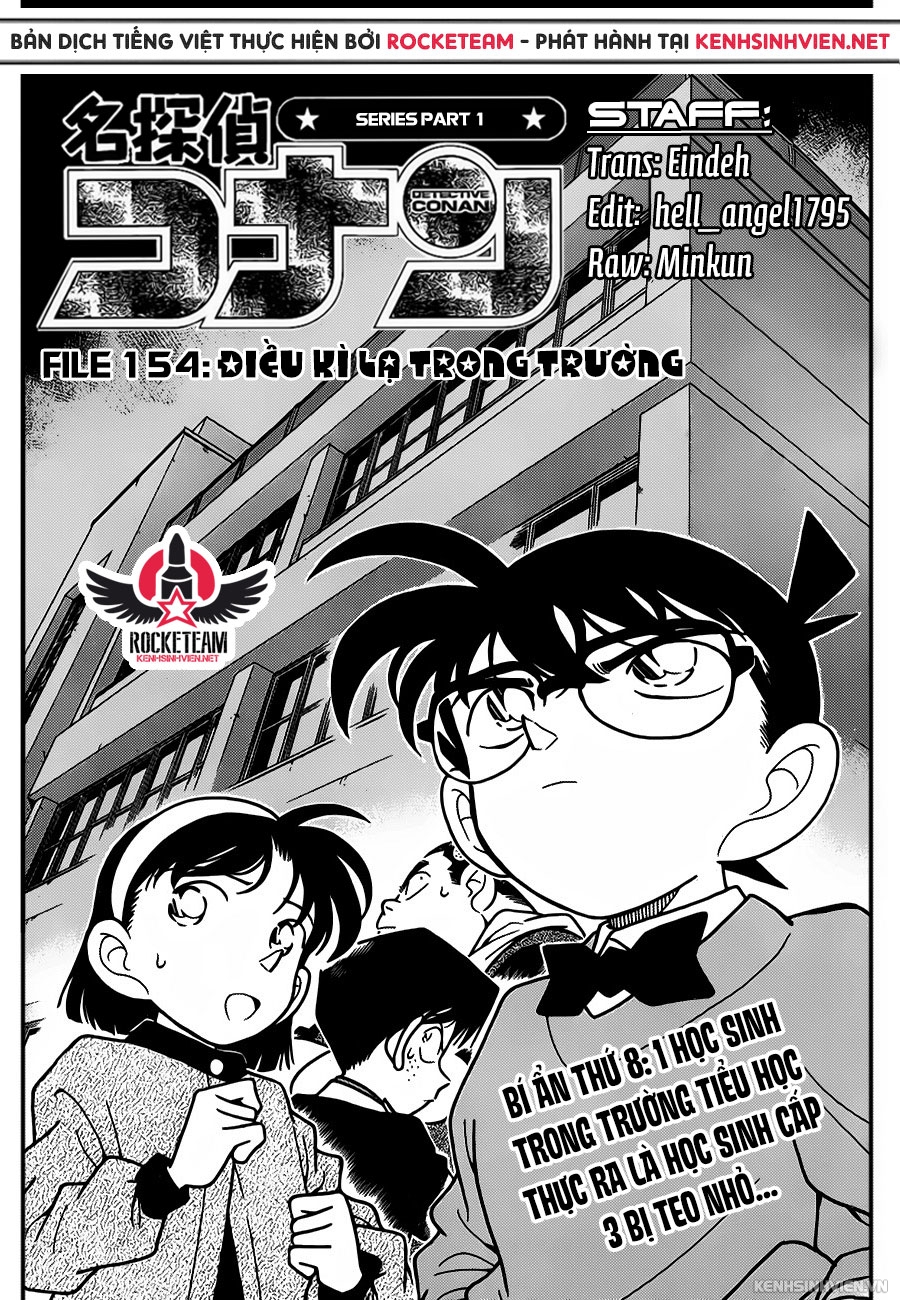 BẢN DỊCH TIẾNG VIỆT THỰC HIỆN BỞI ROCKETEAM - PHÁT HÀNH TẠI KENHSINHVIEN.NET
名探偵
SERIES PART 1
コナン
DETECTIVE
CONAN
STAFF:
Trans: Eindeh
Edit: hell_angel1795
Raw: Minkun
FILE 154: ĐIỀU KÌ LẠ TRONG TRƯỜNG
ROCKETEAM
KENHSINHVIEN.NET
BÍ ẨN THỨ 8: 1 HỌC SINH
TRONG TRƯỜNG TIỂU HỌC
THỰC RA LÀ HỌC SINH CẤP
3 BỊ TEO NHỎ...
KENHSINHVIEN.VN